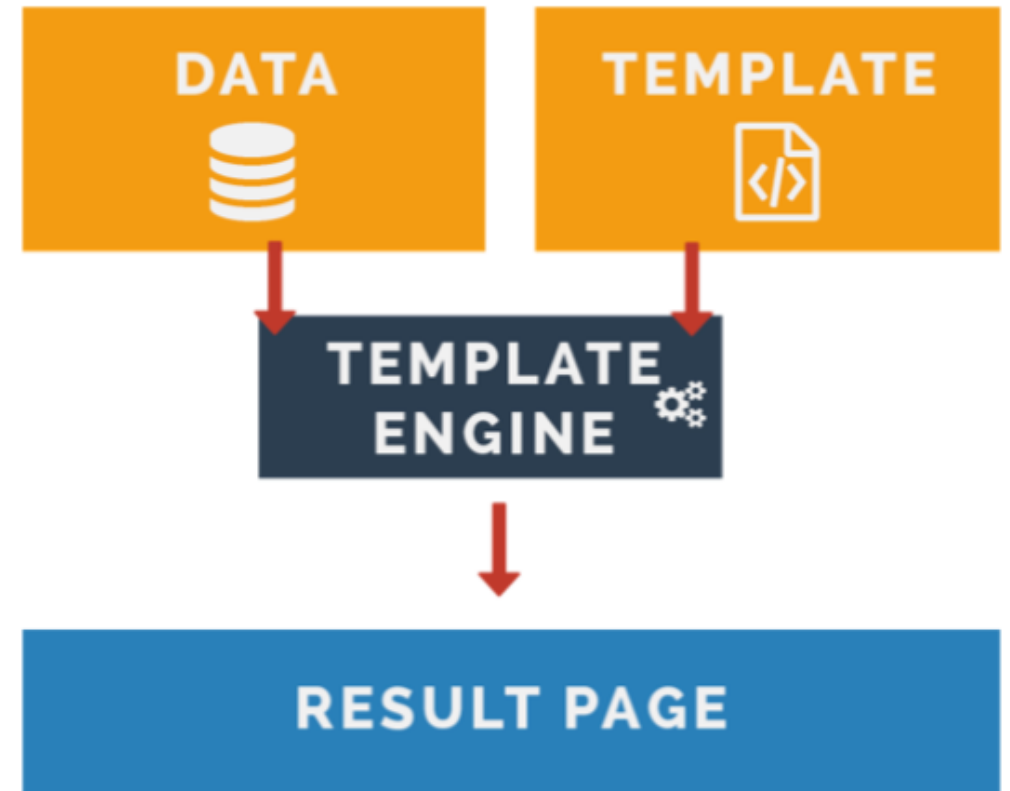 DATA
TEMPLATE
</>
TEMPLATE
ENGINE
RESULT PAGE